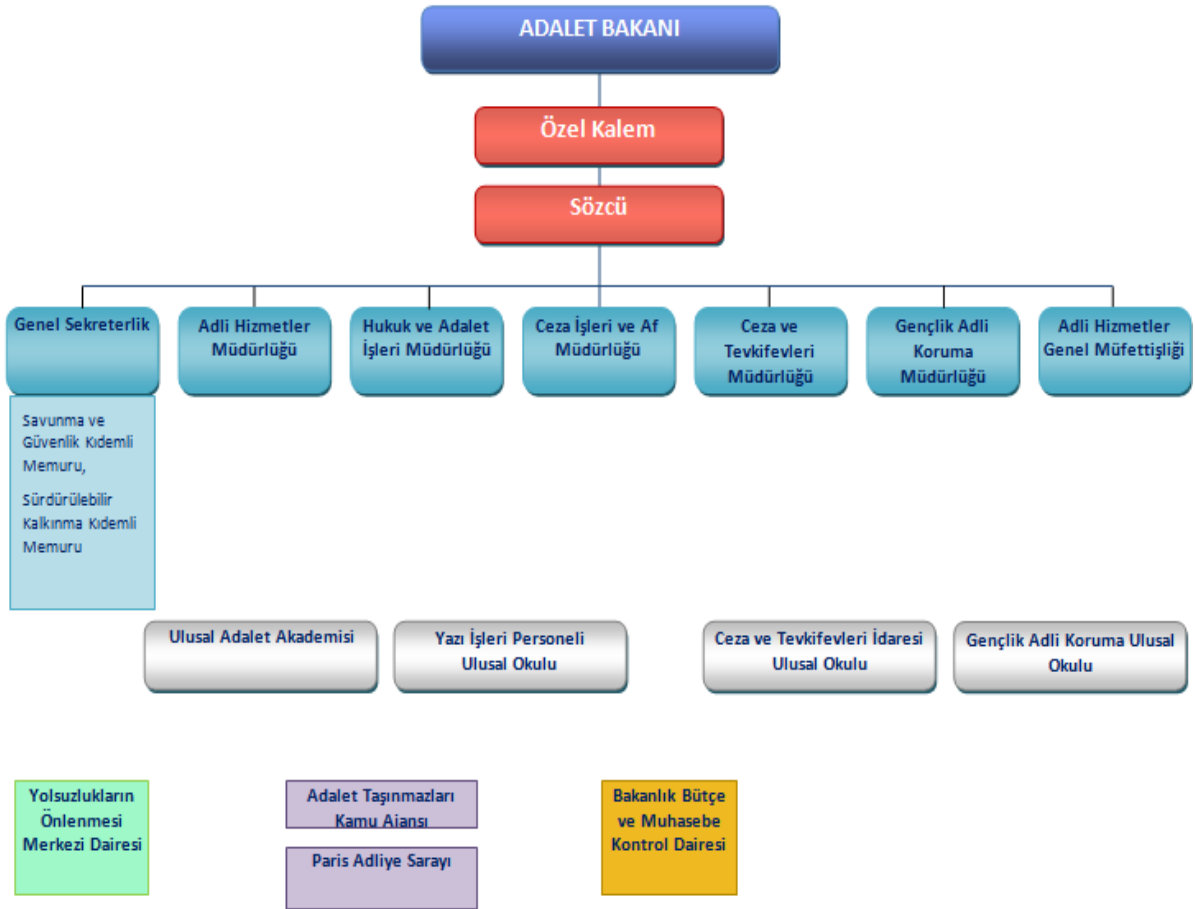 ADALET BAKANI
Özel Kalem
Sözcü
Genel Sekreterlik
Adli Hizmetler
Müdürlüğü
Hukuk ve Adalet
İşleri Müdürlüğü
Ceza İşleri ve Af
Müdürlüğü
Ceza ve
Tevkifevleri
Müdürlüğü
Gençlik Adli
Koruma
Müdürlüğü
Adli Hizmetler
Genel Müfettişliği
Savunma ve
Güvenlik Kıdemli
Memuru,
Sürdürülebilir
Kalkınma Kıdemli
Memuru
Ulusal Adalet Akademisi
Yazı İşleri Personeli
Ulusal Okulu
Ceza ve Tevkifevleri İdaresi
Ulusal Okulu
Gençlik Adli Koruma Ulusal
Okulu
Yolsuzlukların
Önlenmesi
Merkezi Dairesi
Adalet Taşınmazları
Kamu Ajansı
Paris Adliye Sarayı
Bakanlık Bütçe
ve Muhasebe
Kontrol Dairesi